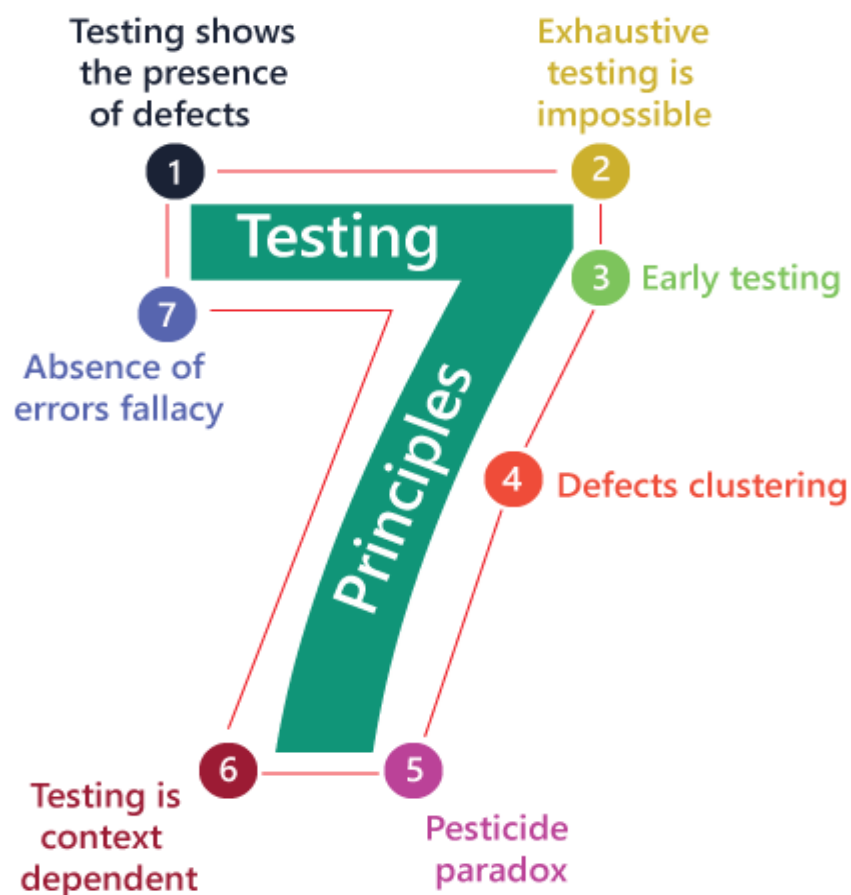 Testing shows
the presence
of defects
Exhaustive
testing is
impossible
1
2
Testing
3
Early testing
7
Absence of
errors fallacy
Principles
4
Defects clustering
6
5
Testing is
context
dependent
Pesticide
paradox